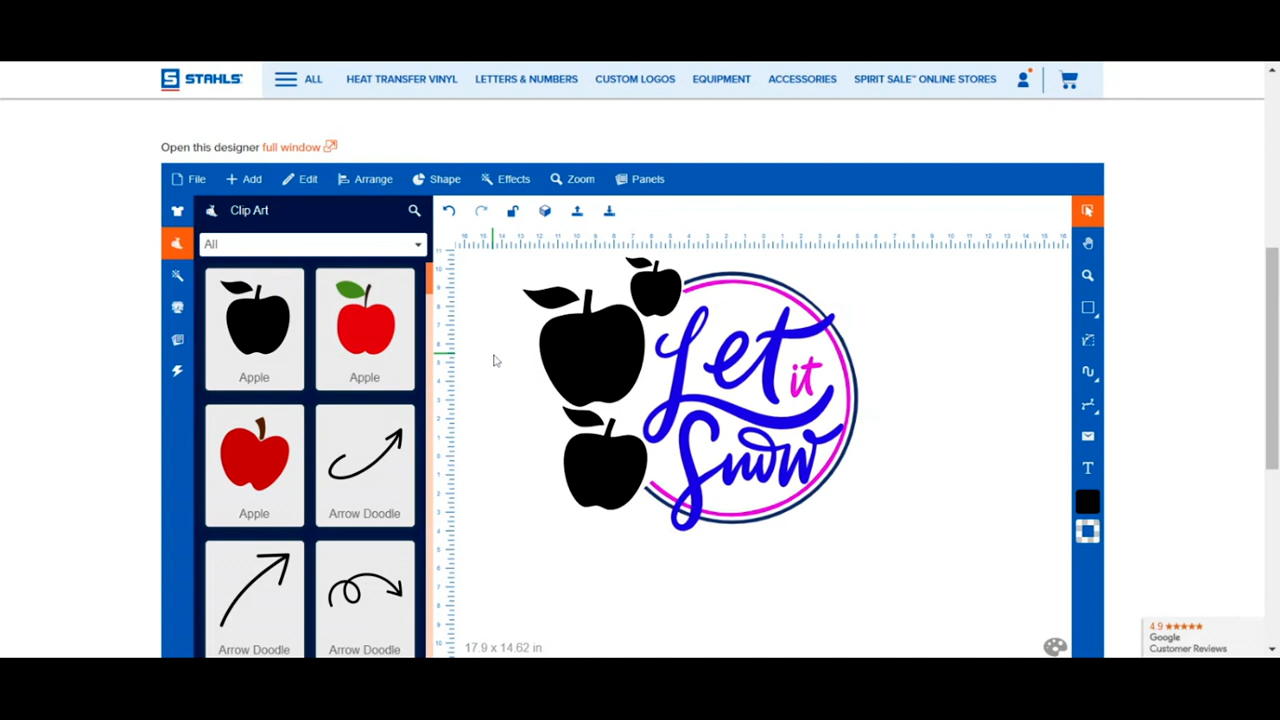 STAHLS'
ALL
HEAT TRANSFER VINYL
LETTERS & NUMBERS
CUSTOM LOGOS
EQUIPMENT
ACCESSORIES
SPIRIT SALE™ ONLINE STORES
Open this designer full window
File
Add
Edit
Arrange
Shape
Effects
Zoom
Panels
Clip Art
All
Apple
Apple
Apple
Arrow Doodle
Arrow Doodle
Arrow Doodle
Let
it
Snow
T
17.9 x 14.62 in
4.9 ★★★★★
Google
Customer Reviews